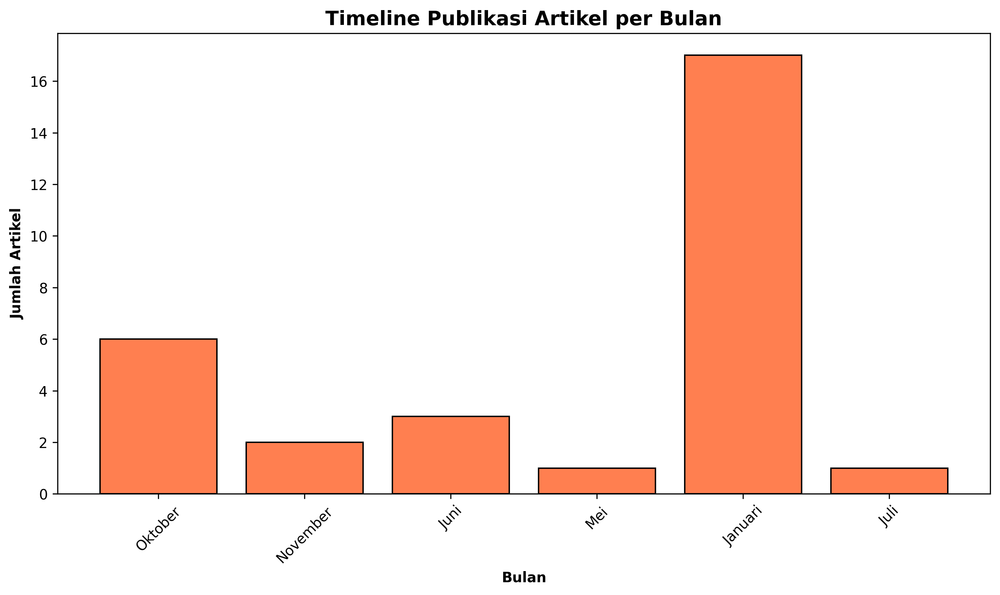 Timeline Publikasi Artikel per Bulan
Jumlah Artikel
16
14
12
10
8
6
4
2
0
Oktober
November
Juni
Mei
Januari
Juli
Bulan